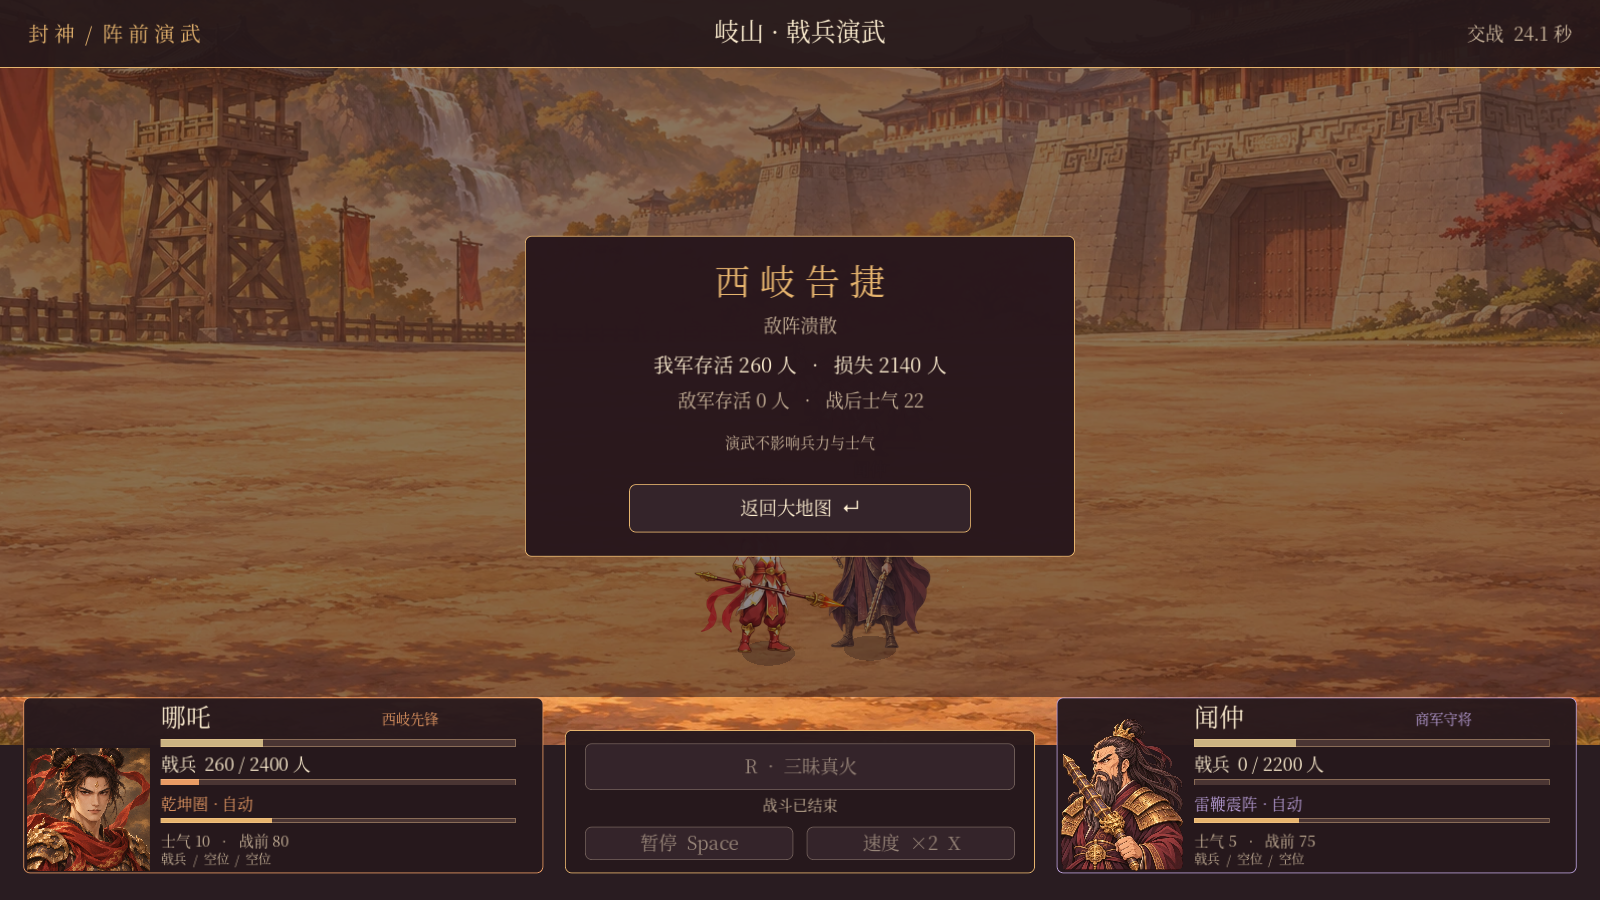 封神 / 阵前演武
岐山 · 戟兵演武
交战 24.1 秒
西岐告捷
敌阵溃散
我军存活 260 人 · 损失 2140 人
敌军存活 0 人 · 战后士气 22
演武不影响兵力与士气
返回大地图 ↵
哪吒
西岐先锋
戟兵 260 / 2400 人
乾坤圈 · 自动
士气 10 · 战前 80
戟兵 / 空位 / 空位
R · 三昧真火
战斗已结束
暂停 Space
速度 ×2 X
闻仲
商军守将
戟兵 0 / 2200 人
雷鞭震阵 · 自动
士气 5 · 战前 75
戟兵 / 空位 / 空位